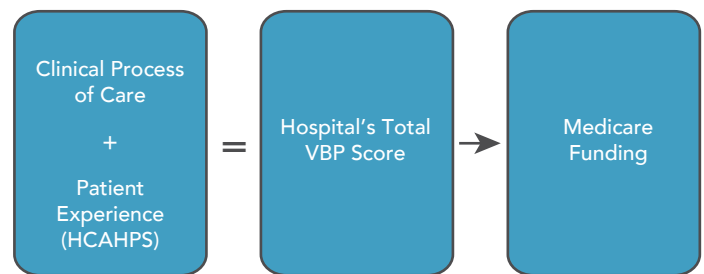 Clinical Process
of Care
+
Patient
Experience
(HCAHPS)
=
Hospital's Total
VBP Score
Medicare
Funding